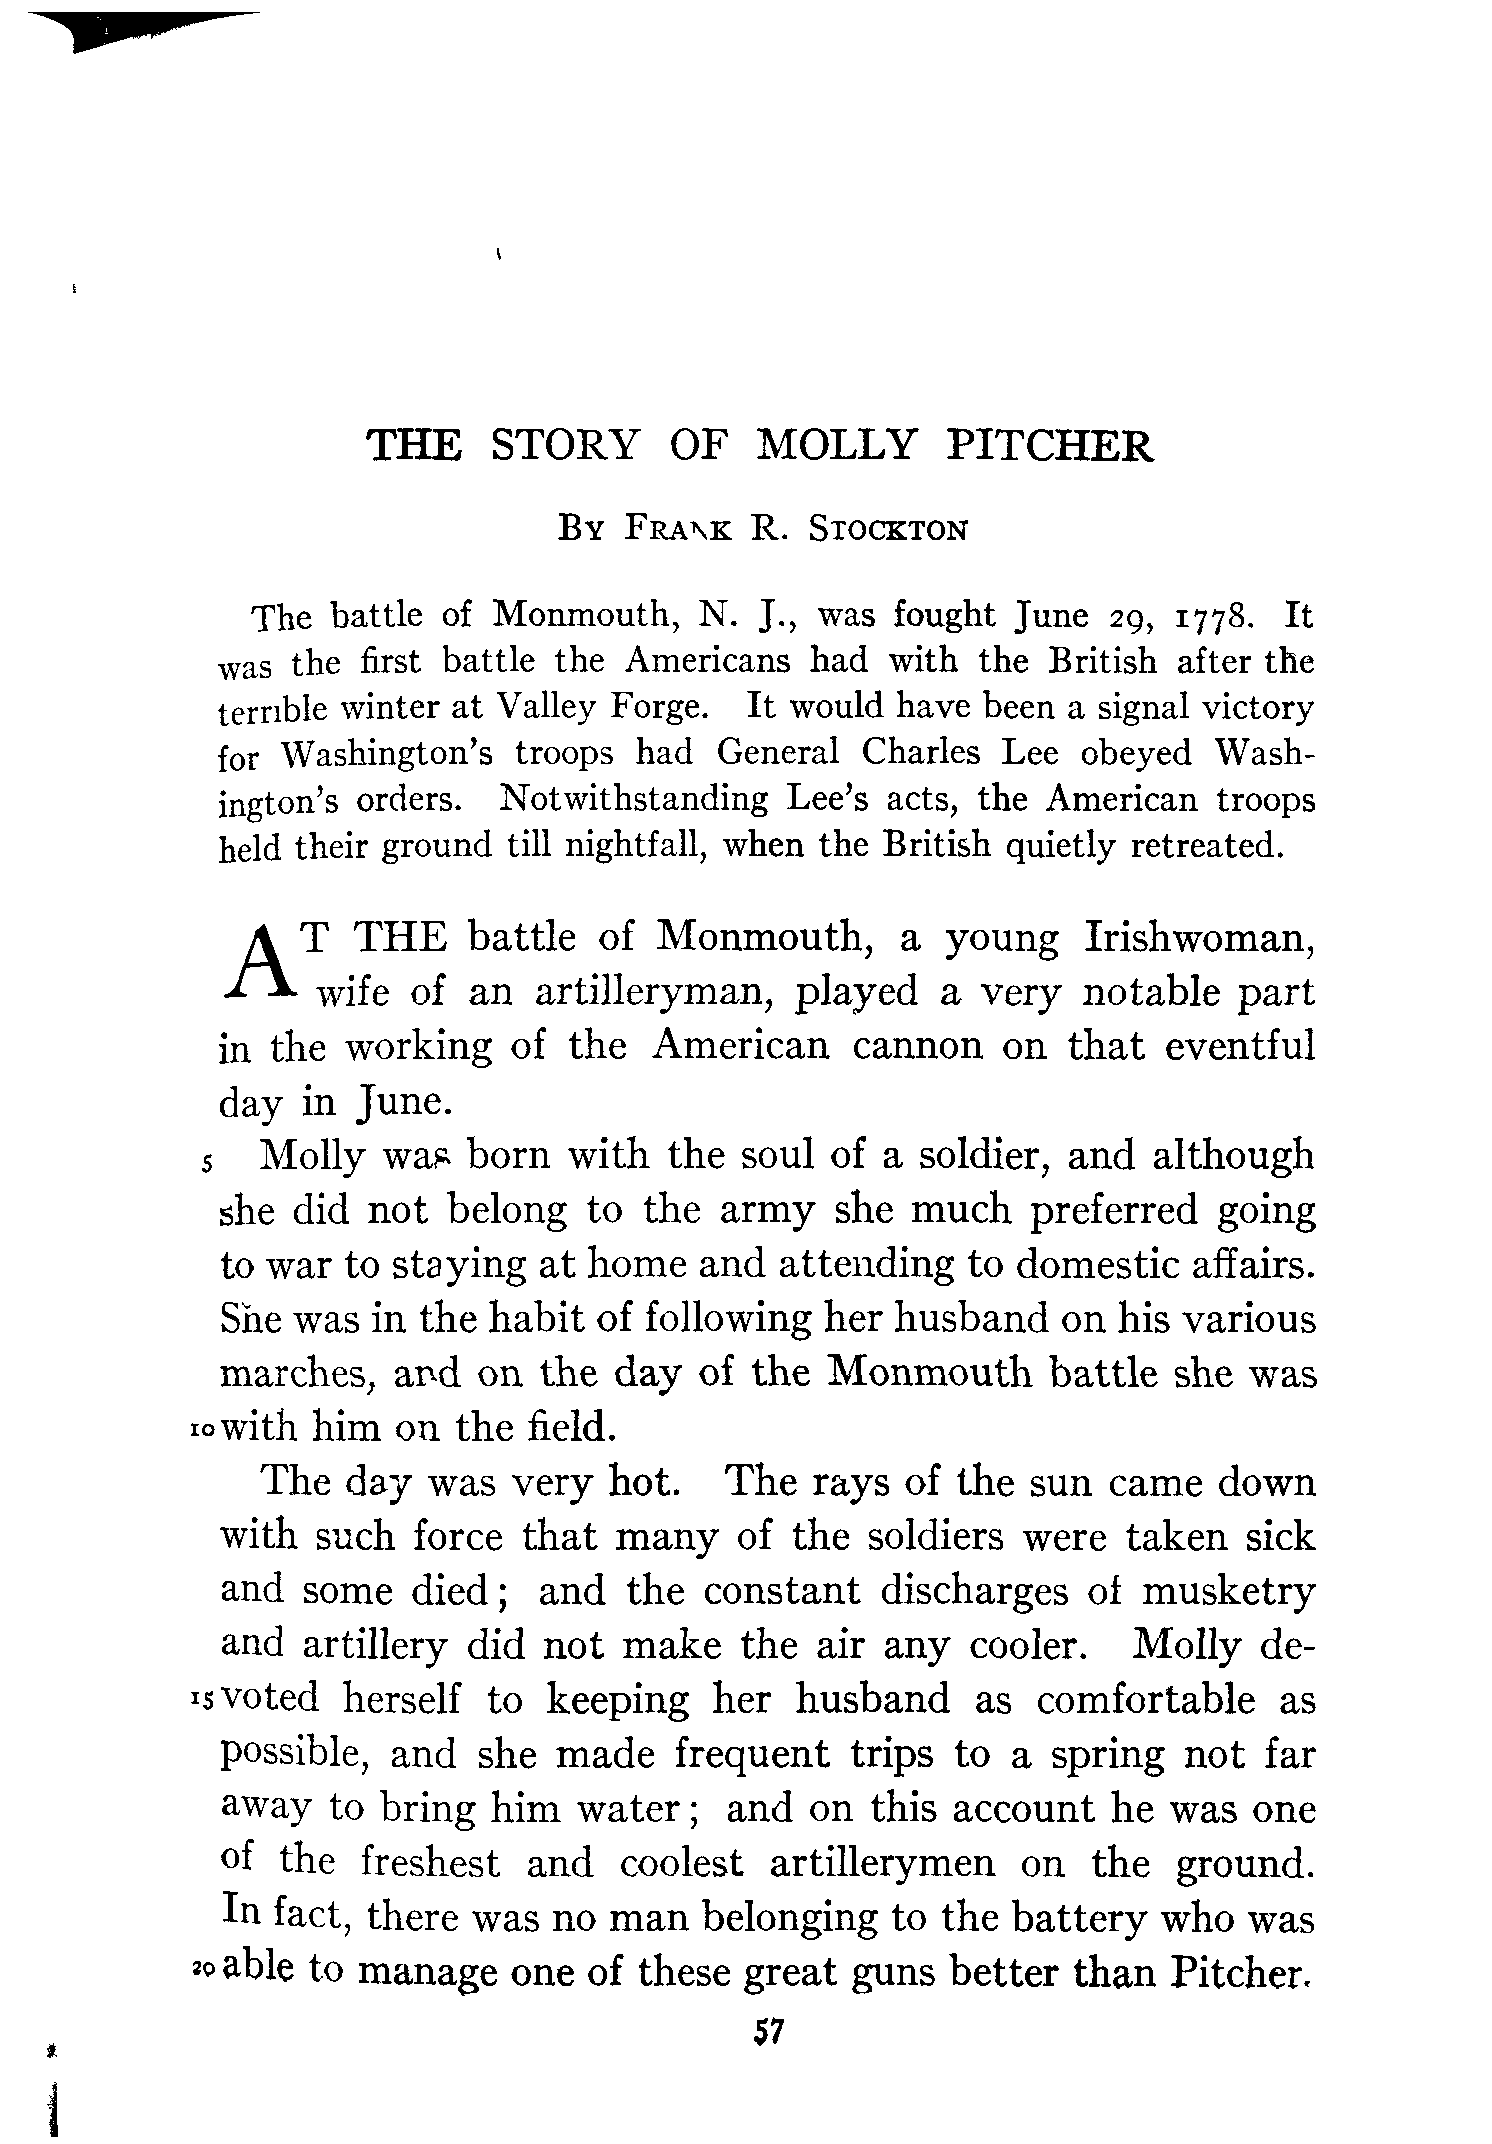 THE STORY OF MOLLY PITCHER
BY FRANK R. STOCKTON
The battle of Monmouth, N. J., was fought June 29, 1778. It
was the first battle the Americans had with the British after the
terrible winter at Valley Forge. It would have been a signal victory
for Washington's troops had General Charles Lee obeyed Wash-
ington's orders. Notwithstanding Lee's acts, the American troops
held their ground till nightfall, when the British quietly retreated.
AT THE battle of Monmouth, a young Irishwoman,
wife of an artilleryman, played a very notable part
in the working of the American cannon on that eventful
day in June.
5 Molly was born with the soul of a soldier, and although
she did not belong to the army she much preferred going
to war to staying at home and attending to domestic affairs.
She was in the habit of following her husband on his various
marches, and on the day of the Monmouth battle she was
10 with him on the field.
The day was very hot. The rays of the sun came down
with such force that many of the soldiers were taken sick
and some died; and the constant discharges of musketry
and artillery did not make the air any cooler. Molly de-
15 voted herself to keeping her husband as comfortable as
possible, and she made frequent trips to a spring not far
away to bring him water; and on this account he was one
of the freshest and coolest artillerymen on the ground.
In fact, there was no man belonging to the battery who was
20 able to manage one of these great guns better than Pitcher.
57